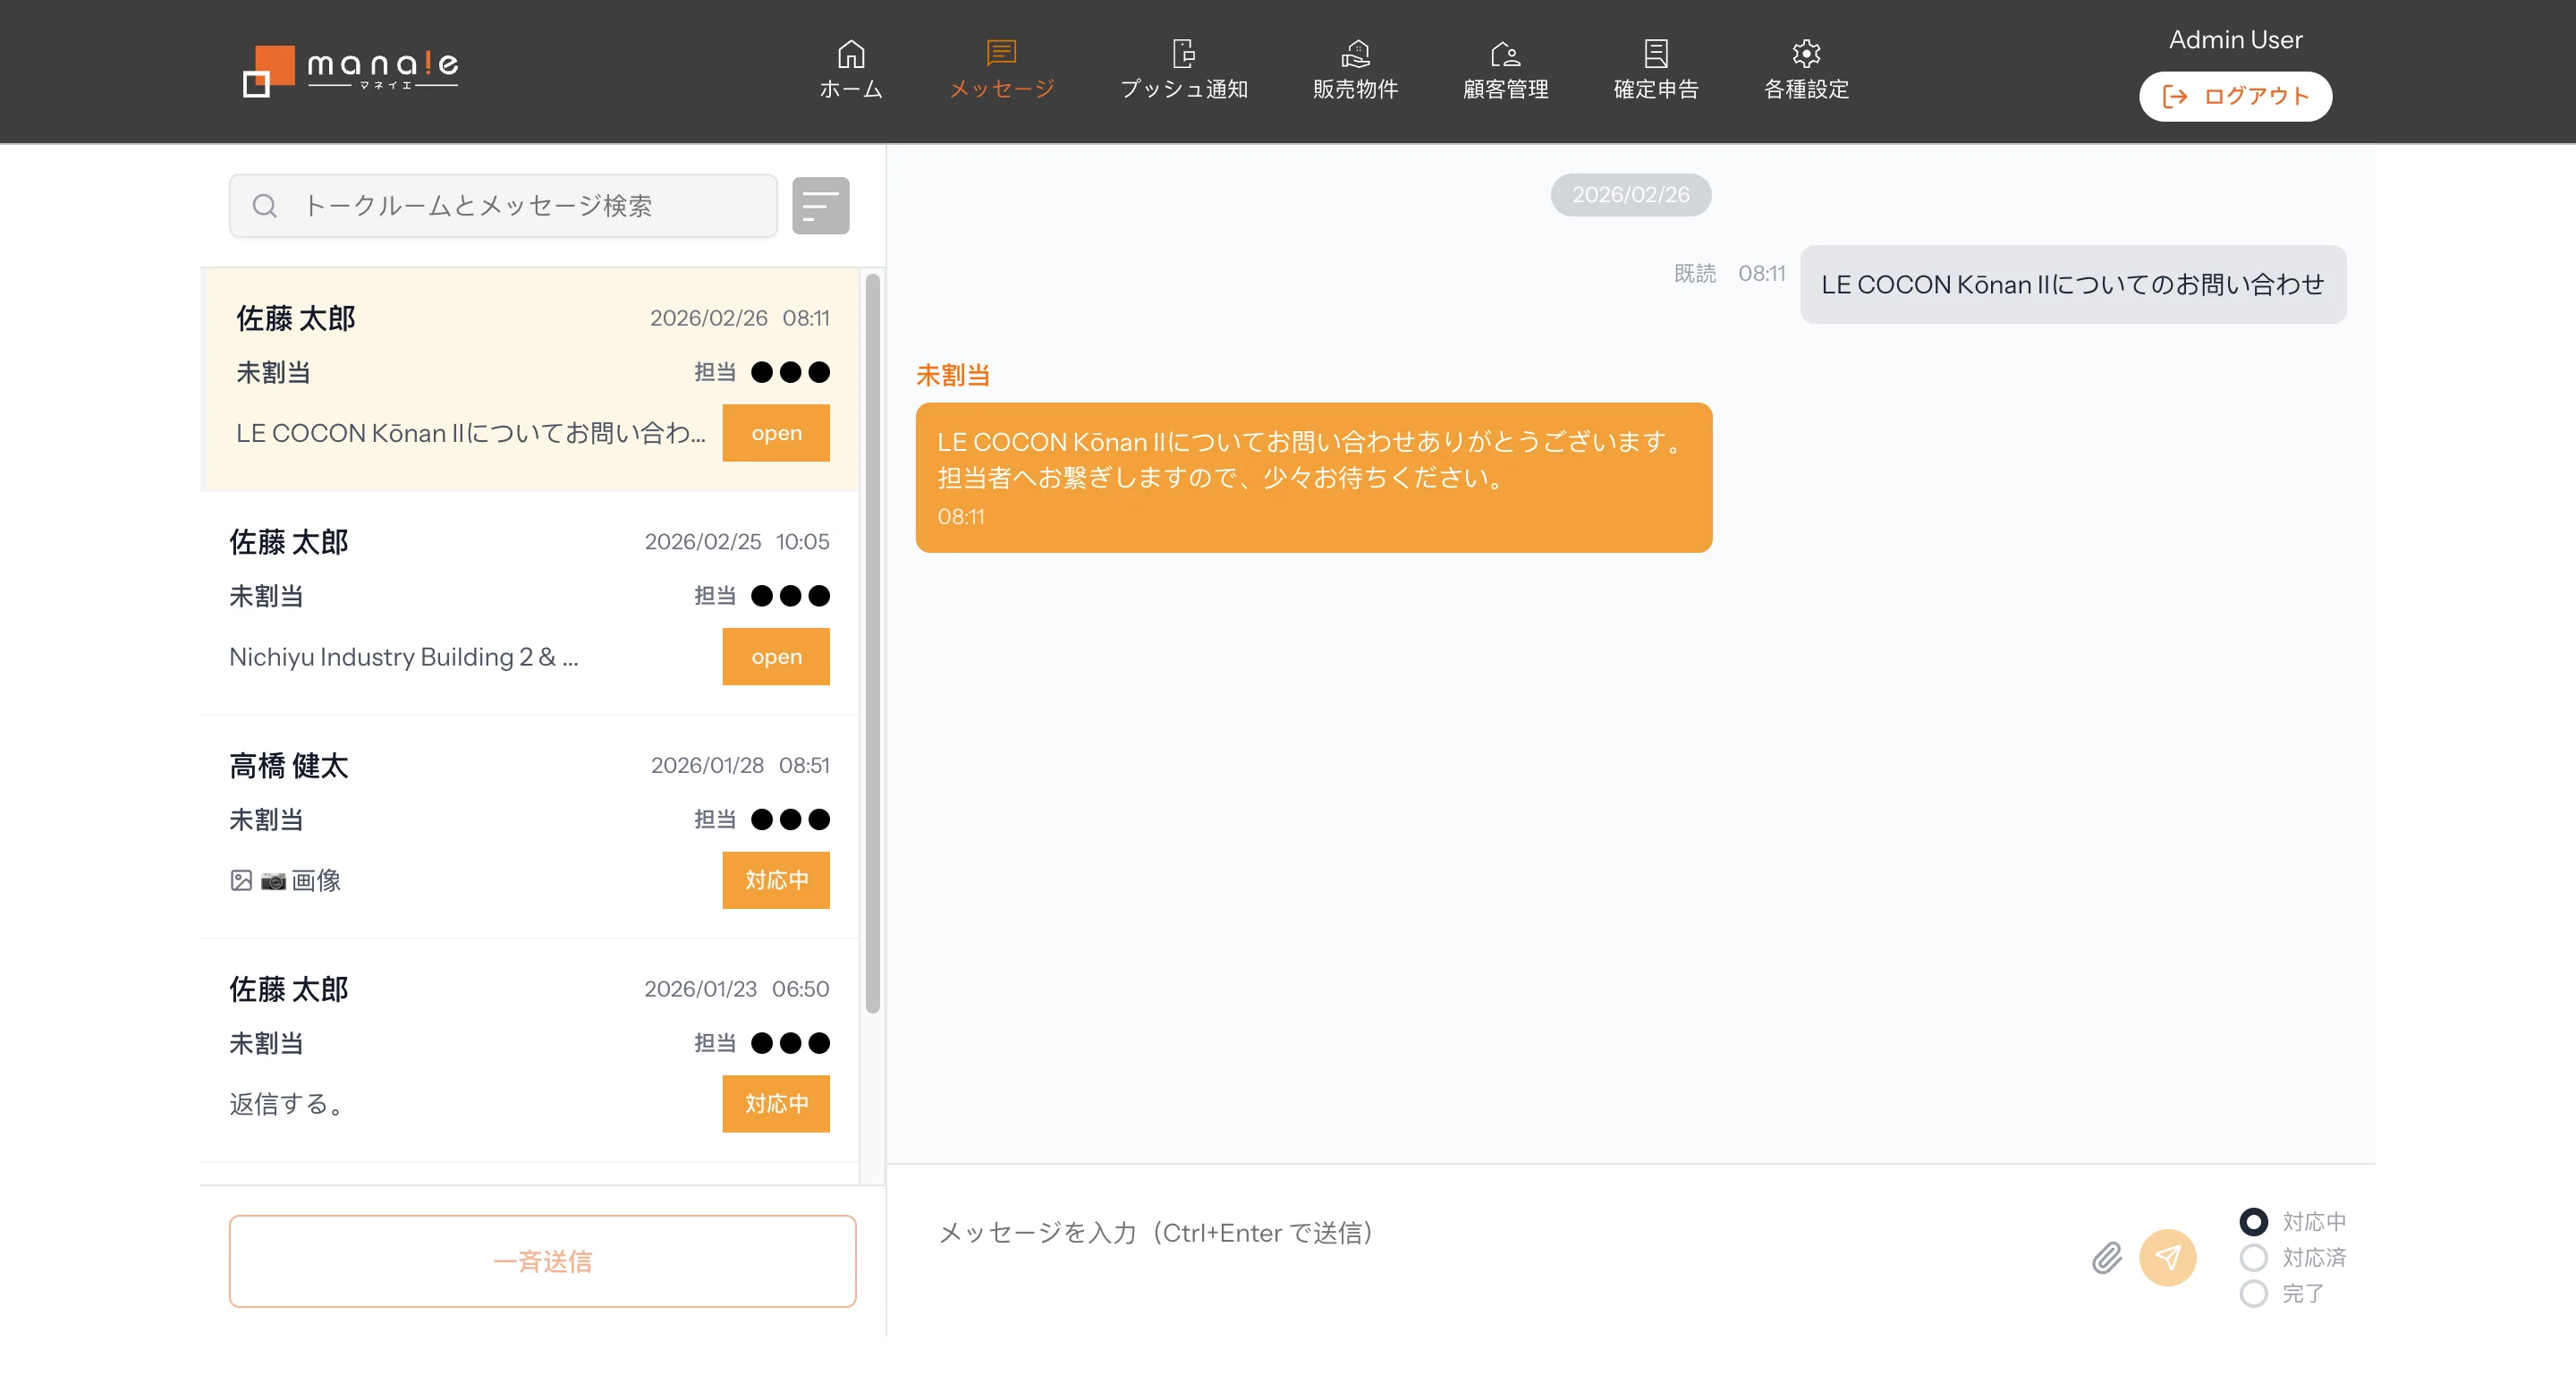 mana!e
マネイエ
ホーム
メッセージ
プッシュ通知
販売物件
顧客管理
確定申告
各種設定
Admin User
ログアウト
トークルームとメッセージ検索
佐藤 太郎
2026/02/26 08:11
未割当
担当 ●●●
LE COCON Kōnan IIについてお問い合わ...
open
佐藤 太郎
2026/02/25 10:05
未割当
担当 ●●●
Nichiyu Industry Building 2 & ...
open
高橋 健太
2026/01/28 08:51
未割当
担当 ●●●
📷 画像
対応中
佐藤 太郎
2026/01/23 06:50
未割当
担当 ●●●
返信する。
対応中
一斉送信
2026/02/26
既読 08:11
LE COCON Kōnan IIについてのお問い合わせ
未割当
LE COCON Kōnan IIについてお問い合わせありがとうございます。
担当者へお繋ぎしますので、少々お待ちください。
08:11
メッセージを入力（Ctrl+Enter で送信）
対応中
対応済
完了